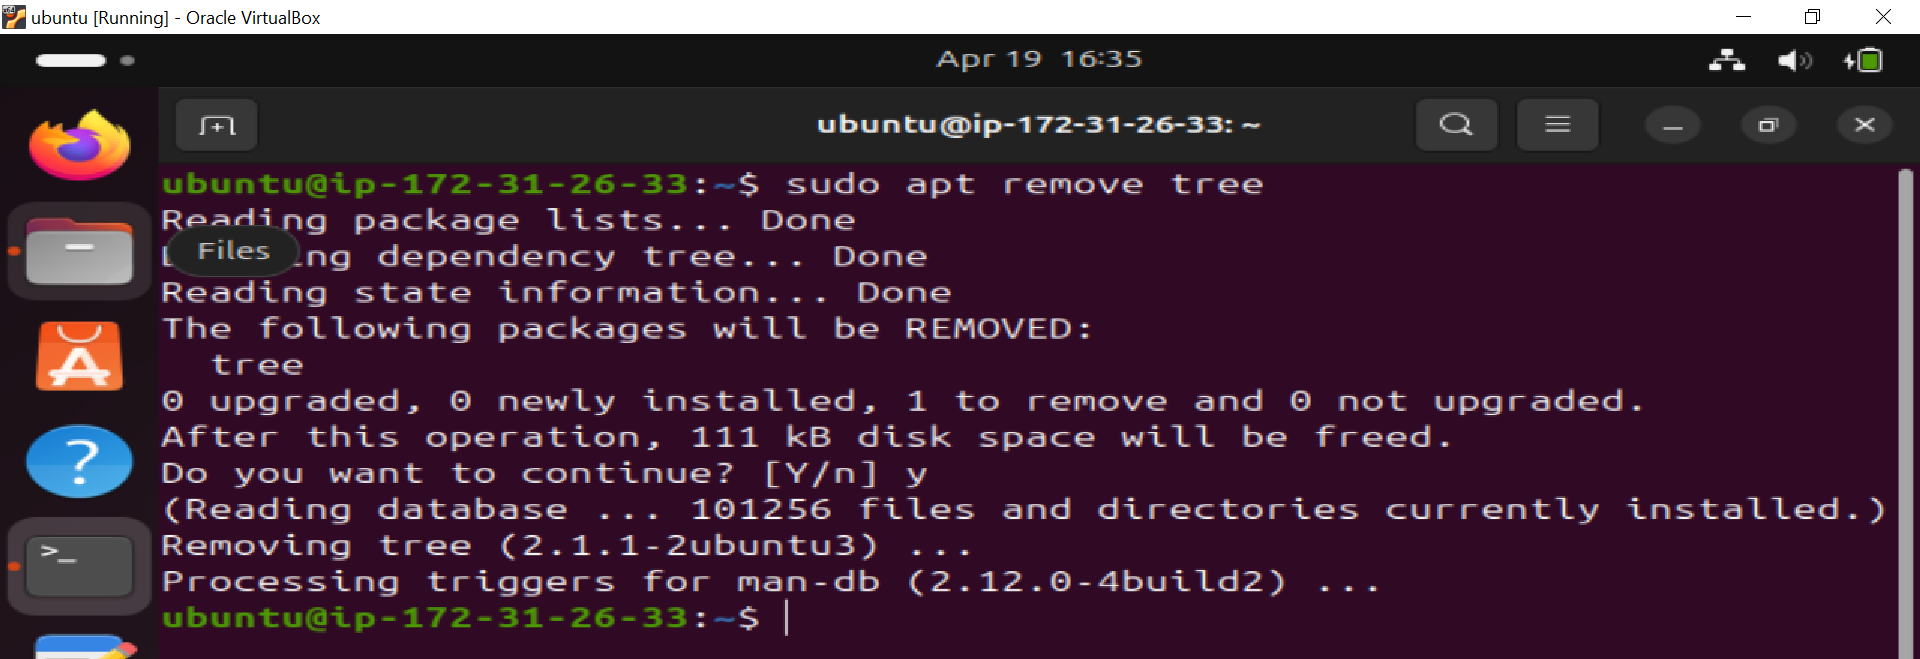 ubuntu [Running] - Oracle VirtualBox
Apr 19 16:35
ubuntu@ip-172-31-26-33: ~
ubuntu@ip-172-31-26-33:~$ sudo apt remove tree
Reading package lists... Done
Files
ng dependency tree... Done
Reading state information... Done
The following packages will be REMOVED:
tree
0 upgraded, 0 newly installed, 1 to remove and 0 not upgraded.
After this operation, 111 kB disk space will be freed.
Do you want to continue? [Y/n] y
(Reading database ... 101256 files and directories currently installed.)
Removing tree (2.1.1-2ubuntu3) ...
Processing triggers for man-db (2.12.0-4build2) ...
ubuntu@ip-172-31-26-33:~$